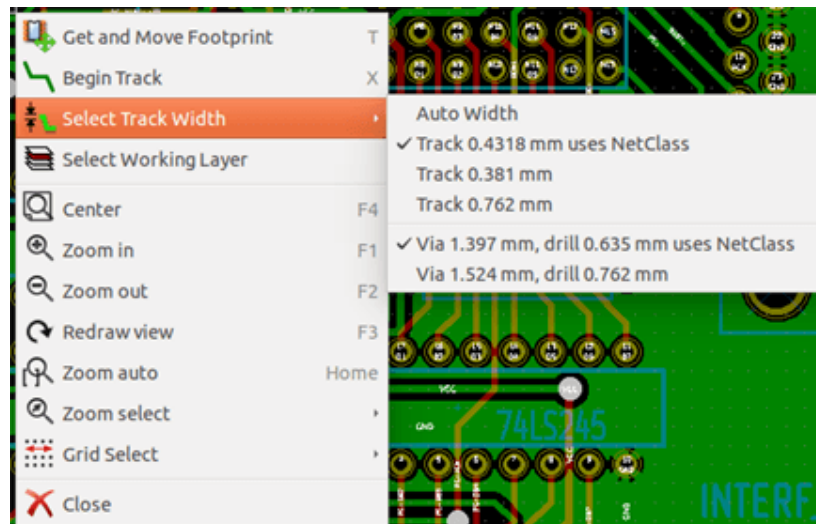 Get and Move Footprint T
Begin Track X
Select Track Width
Select Working Layer
Center F4
Zoom in F1
Zoom out F2
Redraw view F3
Zoom auto Home
Zoom select
Grid Select
Close
Auto Width
Track 0.4318 mm uses NetClass
Track 0.381 mm
Track 0.762 mm
Via 1.397 mm, drill 0.635 mm uses NetClass
Via 1.524 mm, drill 0.762 mm
VCC
VCC
GND
74LS245
VCC
GND
INTERF